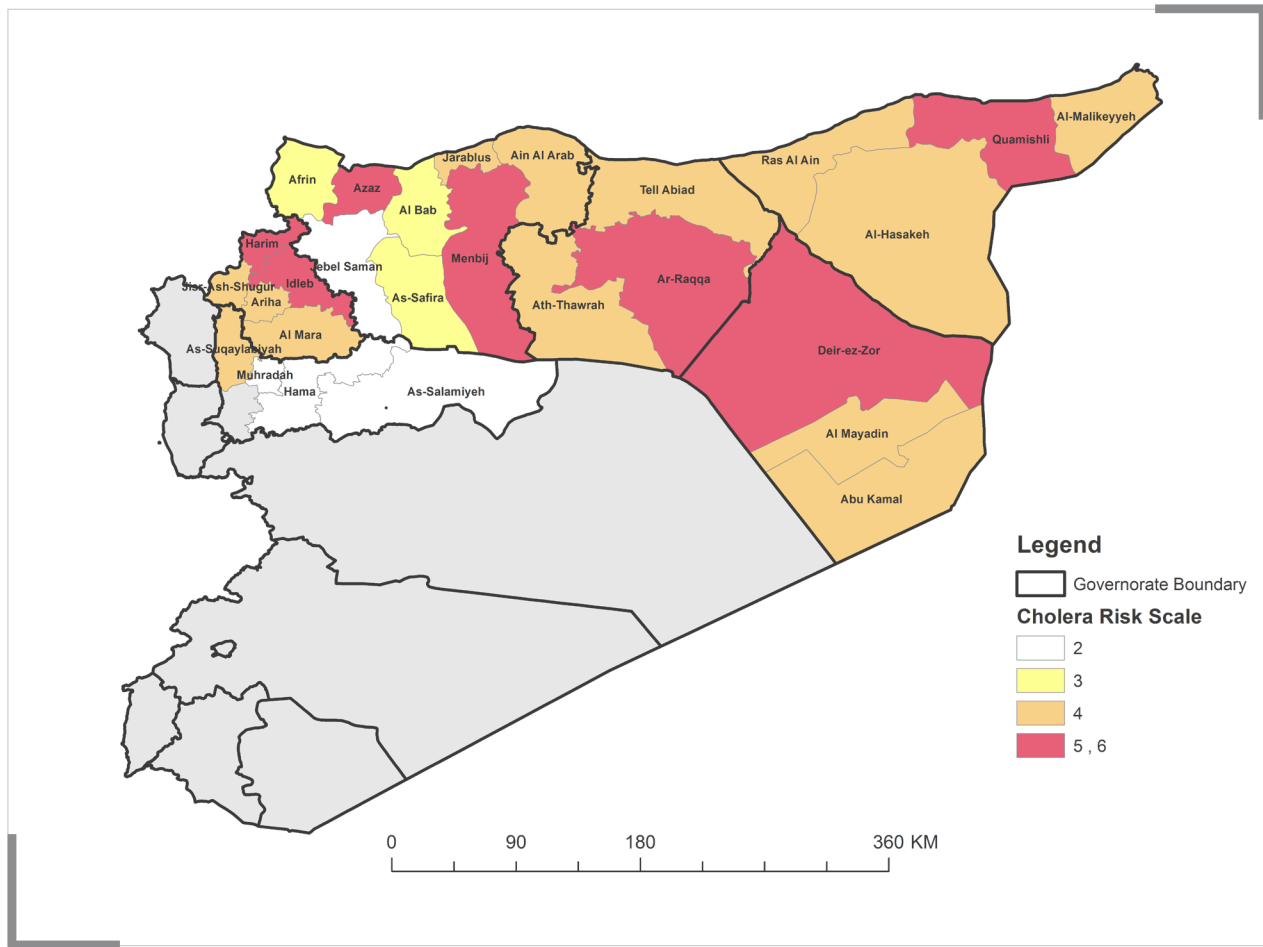 Al-Malikeyyeh
Quamishli
Ras Al Ain
Jarablus
Ain Al Arab
Afrin
Azaz
Tell Abiad
Al Bab
Al-Hasakeh
Harim
Jebel Saman
Menbij
Idleb
Jisr-Ash-Shugur
Ar-Raqqa
As-Safira
Ariha
Ath-Thawrah
Al Mara
As-Suqaylabiyah
Deir-ez-Zor
Muhradah
Hama
As-Salamiyeh
Al Mayadin
Abu Kamal
Legend
Governorate Boundary
Cholera Risk Scale
2
3
4
5 , 6
0 90 180 360 KM